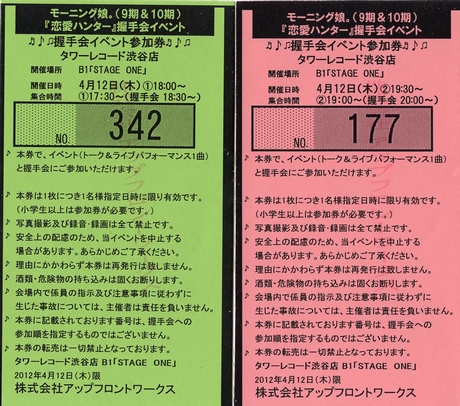 モーニング娘。(9期&10期)
『恋愛ハンター』握手会イベント
♫♪♫握手会イベント参加券♫♪♫
タワーレコード渋谷店
開催場所 B1「STAGE ONE」
開催日時 4月12日(木)①18:00~
集合時間 ①17:30~(握手会 18:30~)
NO. 342
♪ 本券で、イベント(トーク&ライブパフォーマンス1曲)
と握手会にご参加いただけます。
♪ 本券は1枚につき1名様指定日時に限り有効です。
(小学生以上は参加券が必要です。)
♪ 写真撮影及び録音・録画は全て禁止です。
♪ 安全上の配慮のため、当イベントを中止する
場合があります。あらかじめご了承ください。
♪ 理由にかかわらず本券は再発行は致しません。
♪ 酒類・危険物の持ち込みは固くお断りします。
♪ 会場内で係員の指示及び注意事項に従わずに
生じた事故については、主催者は責任を負いません。
♪ 本券に記載されております番号は、握手会への
参加順を指定するものではございません。
♪ 本券の転売は一切禁止となっております。
タワーレコード渋谷店 B1「STAGE ONE」
2012年4月12日(木)限
株式会社アップフロントワークス
モーニング娘。(9期&10期)
『恋愛ハンター』握手会イベント
♫♪♫握手会イベント参加券♫♪♫
タワーレコード渋谷店
開催場所 B1「STAGE ONE」
開催日時 4月12日(木)②19:30~
集合時間 ②19:00~(握手会 20:00~)
NO. 177
♪ 本券で、イベント(トーク&ライブパフォーマンス1曲)
と握手会にご参加いただけます。
♪ 本券は1枚につき1名様指定日時に限り有効です。
(小学生以上は参加券が必要です。)
♪ 写真撮影及び録音・録画は全て禁止です。
♪ 安全上の配慮のため、当イベントを中止する
場合があります。あらかじめご了承ください。
♪ 理由にかかわらず本券は再発行は致しません。
♪ 酒類・危険物の持ち込みは固くお断りします。
♪ 会場内で係員の指示及び注意事項に従わずに
生じた事故については、主催者は責任を負いません。
♪ 本券に記載されております番号は、握手会への
参加順を指定するものではございません。
♪ 本券の転売は一切禁止となっております。
タワーレコード渋谷店 B1「STAGE ONE」
2012年4月12日(木)限
株式会社アップフロントワークス